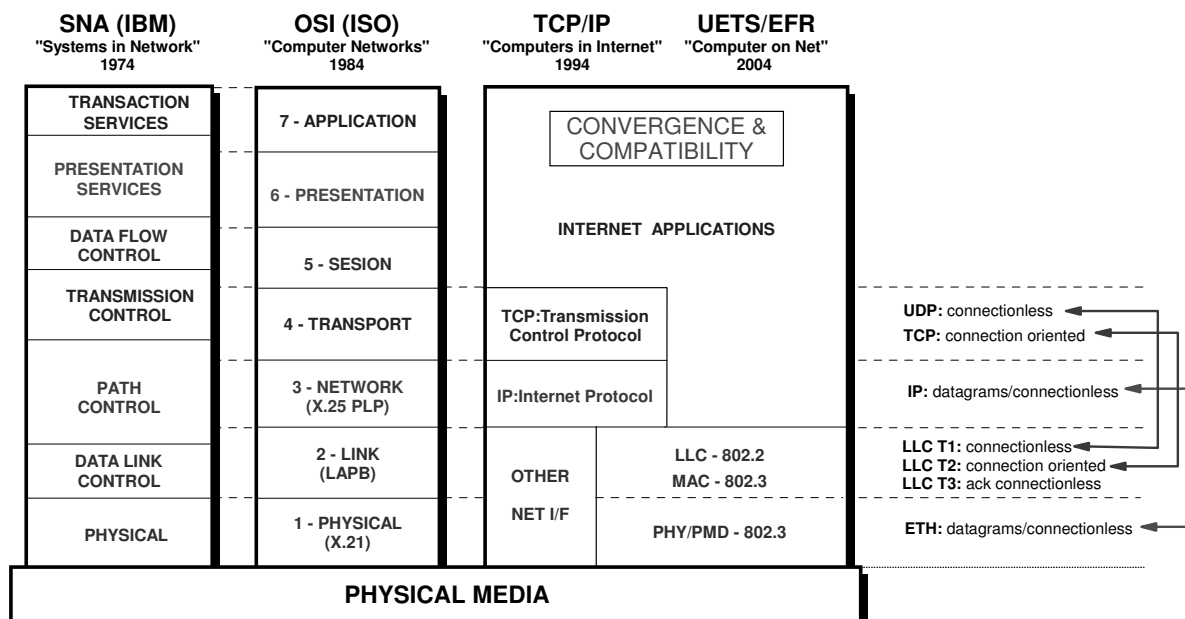 SNA (IBM)
"Systems in Network"
1974
OSI (ISO)
"Computer Networks"
1984
TCP/IP
"Computers in Internet"
1994
UETS/EFR
"Computer on Net"
2004
TRANSACTION
SERVICES
PRESENTATION
SERVICES
DATA FLOW
CONTROL
TRANSMISSION
CONTROL
PATH
CONTROL
DATA LINK
CONTROL
PHYSICAL
7 - APPLICATION
6 - PRESENTATION
5 - SESION
4 - TRANSPORT
3 - NETWORK
(X.25 PLP)
2 - LINK
(LAPB)
1 - PHYSICAL
(X.21)
CONVERGENCE &
COMPATIBILITY
INTERNET APPLICATIONS
TCP:Transmission
Control Protocol
IP:Internet Protocol
OTHER
NET I/F
LLC - 802.2
MAC - 802.3
PHY/PMD - 802.3
UDP: connectionless
TCP: connection oriented
IP: datagrams/connectionless
LLC T1: connectionless
LLC T2: connection oriented
LLC T3: ack connectionless
ETH: datagrams/connectionless
PHYSICAL MEDIA